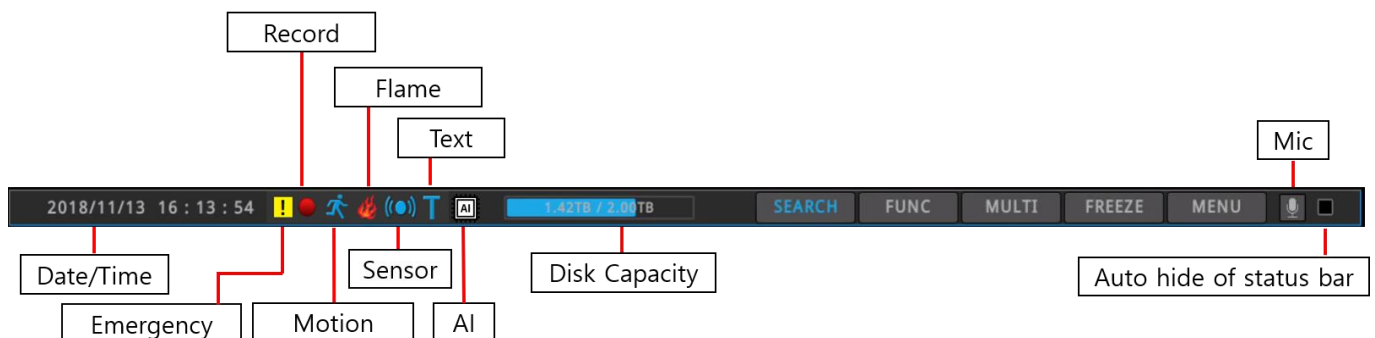 Record
Flame
Text
Mic
2018/11/13 16 : 13 : 54 ! T AI 1.42TB / 2.00TB SEARCH FUNC MULTI FREEZE MENU
Date/Time
Sensor
Disk Capacity
Auto hide of status bar
Emergency
Motion
AI